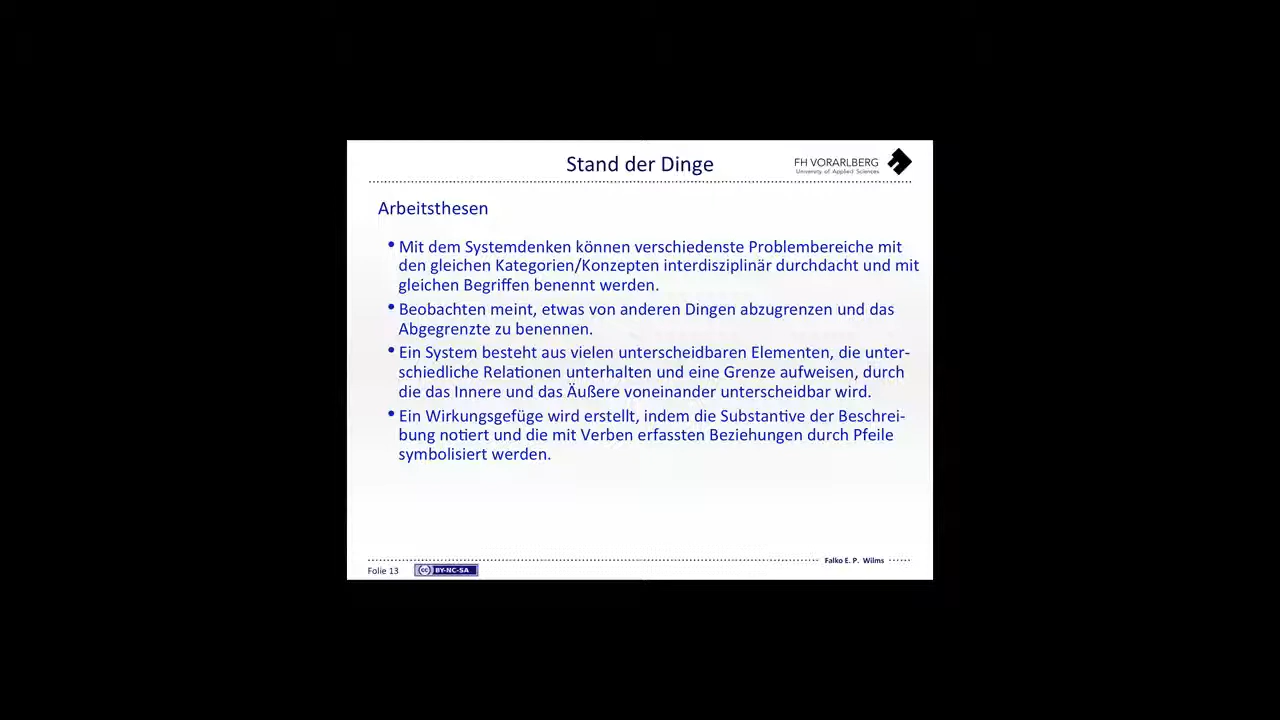 Stand der Dinge
FH VORARLBERG
University of Applied Sciences
Arbeitsthesen
• Mit dem Systemdenken können verschiedenste Problembereiche mit
den gleichen Kategorien/Konzepten interdisziplinär durchdacht und mit
gleichen Begriffen benennt werden.
• Beobachten meint, etwas von anderen Dingen abzugrenzen und das
Abgegrenzte zu benennen.
• Ein System besteht aus vielen unterscheidbaren Elementen, die unter-
schiedliche Relationen unterhalten und eine Grenze aufweisen, durch
die das Innere und das Äußere voneinander unterscheidbar wird.
• Ein Wirkungsgefüge wird erstellt, indem die Substantive der Beschrei-
bung notiert und die mit Verben erfassten Beziehungen durch Pfeile
symbolisiert werden.
Falko E. P. Wilms
Folie 13
cc BY-NC-SA